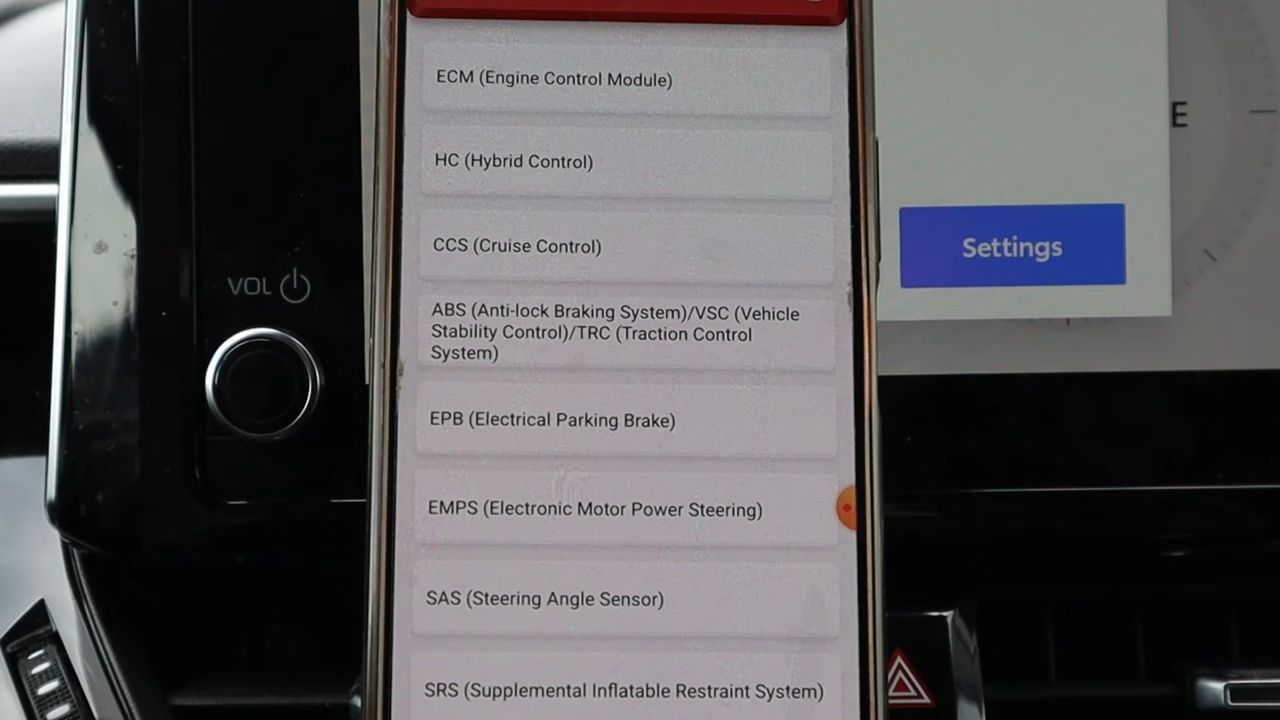 ECM (Engine Control Module)
HC (Hybrid Control)
CCS (Cruise Control)
ABS (Anti-lock Braking System)/VSC (Vehicle
Stability Control)/TRC (Traction Control
System)
EPB (Electrical Parking Brake)
EMPS (Electronic Motor Power Steering)
SAS (Steering Angle Sensor)
SRS (Supplemental Inflatable Restraint System)
VOL
E
Settings